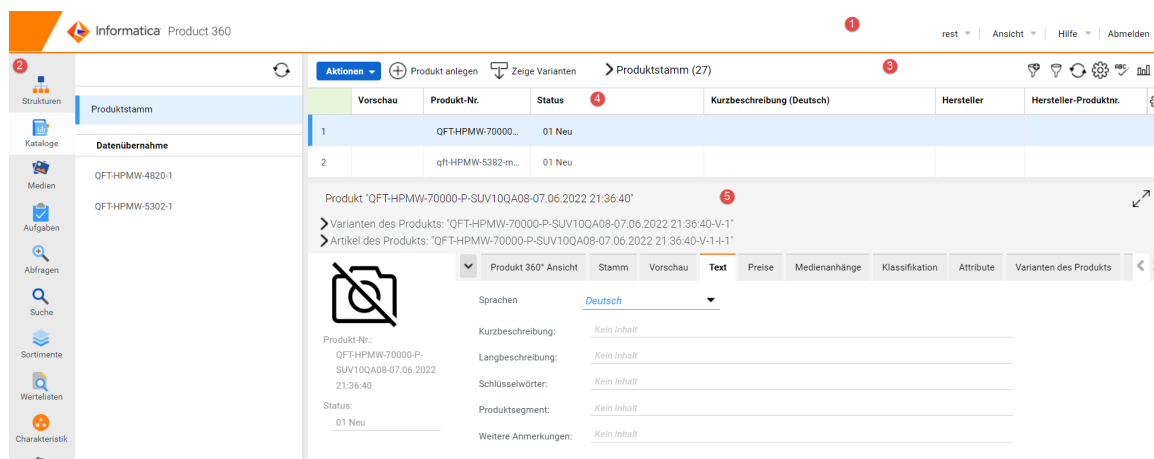 Informatica Product 360
1
rest
Ansicht
Hilfe
Abmelden
2
Strukturen
Kataloge
Medien
Aufgaben
Abfragen
Suche
Sortimente
Wertelisten
Charakteristik
Produktstamm
Datenübernahme
QFT-HPMW-4820-1
QFT-HPMW-5302-1
Aktionen
Produkt anlegen
Zeige Varianten
Produktstamm (27)
3
ABC
Vorschau Produkt-Nr. Status 4 Kurzbeschreibung (Deutsch) Hersteller Hersteller-Produktnr.
1 QFT-HPMW-70000... 01 Neu
2 qft-HPMW-5382-m... 01 Neu
Produkt "QFT-HPMW-70000-P-SUV10QA08-07.06.2022 21:36:40"
5
Varianten des Produkts: "QFT-HPMW-70000-P-SUV10QA08-07.06.2022 21:36:40-V-1"
Artikel des Produkts: "QFT-HPMW-70000-P-SUV10QA08-07.06.2022 21:36:40-V-1-I-1"
Produkt 360° Ansicht Stamm Vorschau Text Preise Medienanhänge Klassifikation Attribute Varianten des Produkts
Produkt-Nr.:
QFT-HPMW-70000-P-
SUV10QA08-07.06.2022
21:36:40
Status:
01 Neu
Sprachen Deutsch
Kurzbeschreibung: Kein Inhalt
Langbeschreibung: Kein Inhalt
Schlüsselwörter: Kein Inhalt
Produktsegment: Kein Inhalt
Weitere Anmerkungen: Kein Inhalt